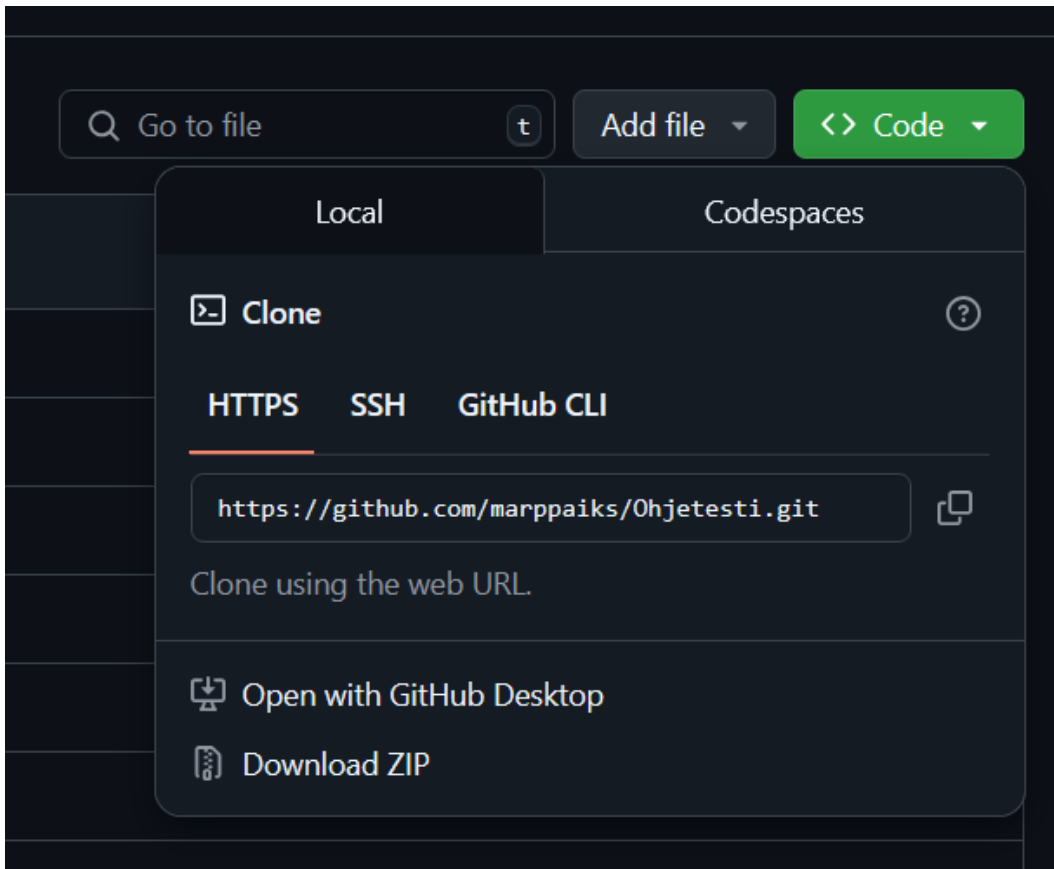 Go to file t Add file <> Code
Local Codespaces
Clone
HTTPS SSH GitHub CLI
https://github.com/marppaiks/Ohjetesti.git
Clone using the web URL.
Open with GitHub Desktop
Download ZIP